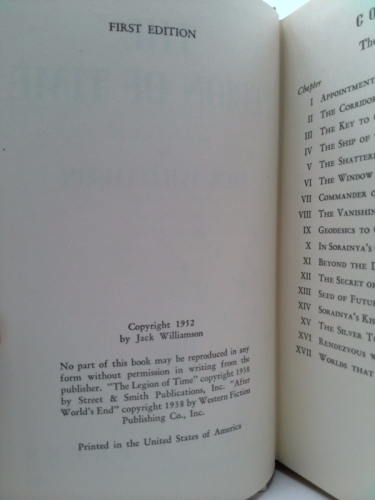 FIRST EDITION
Copyright 1952
by Jack Williamson
No part of this book may be reproduced in any
form without permission in writing from the
publisher. "The Legion of Time" copyright 1938
by Street & Smith Publications, Inc. "After
World's End" copyright 1938 by Western Fiction
Publishing Co., Inc.
Printed in the United States of America
The
Chapter
I APPOINTMENT
II THE CORRIDOR
III THE KEY TO
IV THE SHIP OF
V THE
VI THE WINDOW
VII COMMANDER
VIII THE
IX GEODESICS TO
X IN SORAINYA'S
XI BEYOND THE
XII THE SECRET OF
XIII SEED OF
XIV SORAINYA'S
XV THE SILVER
XVI RENDEZVOUS
XVII WORLDS THAT